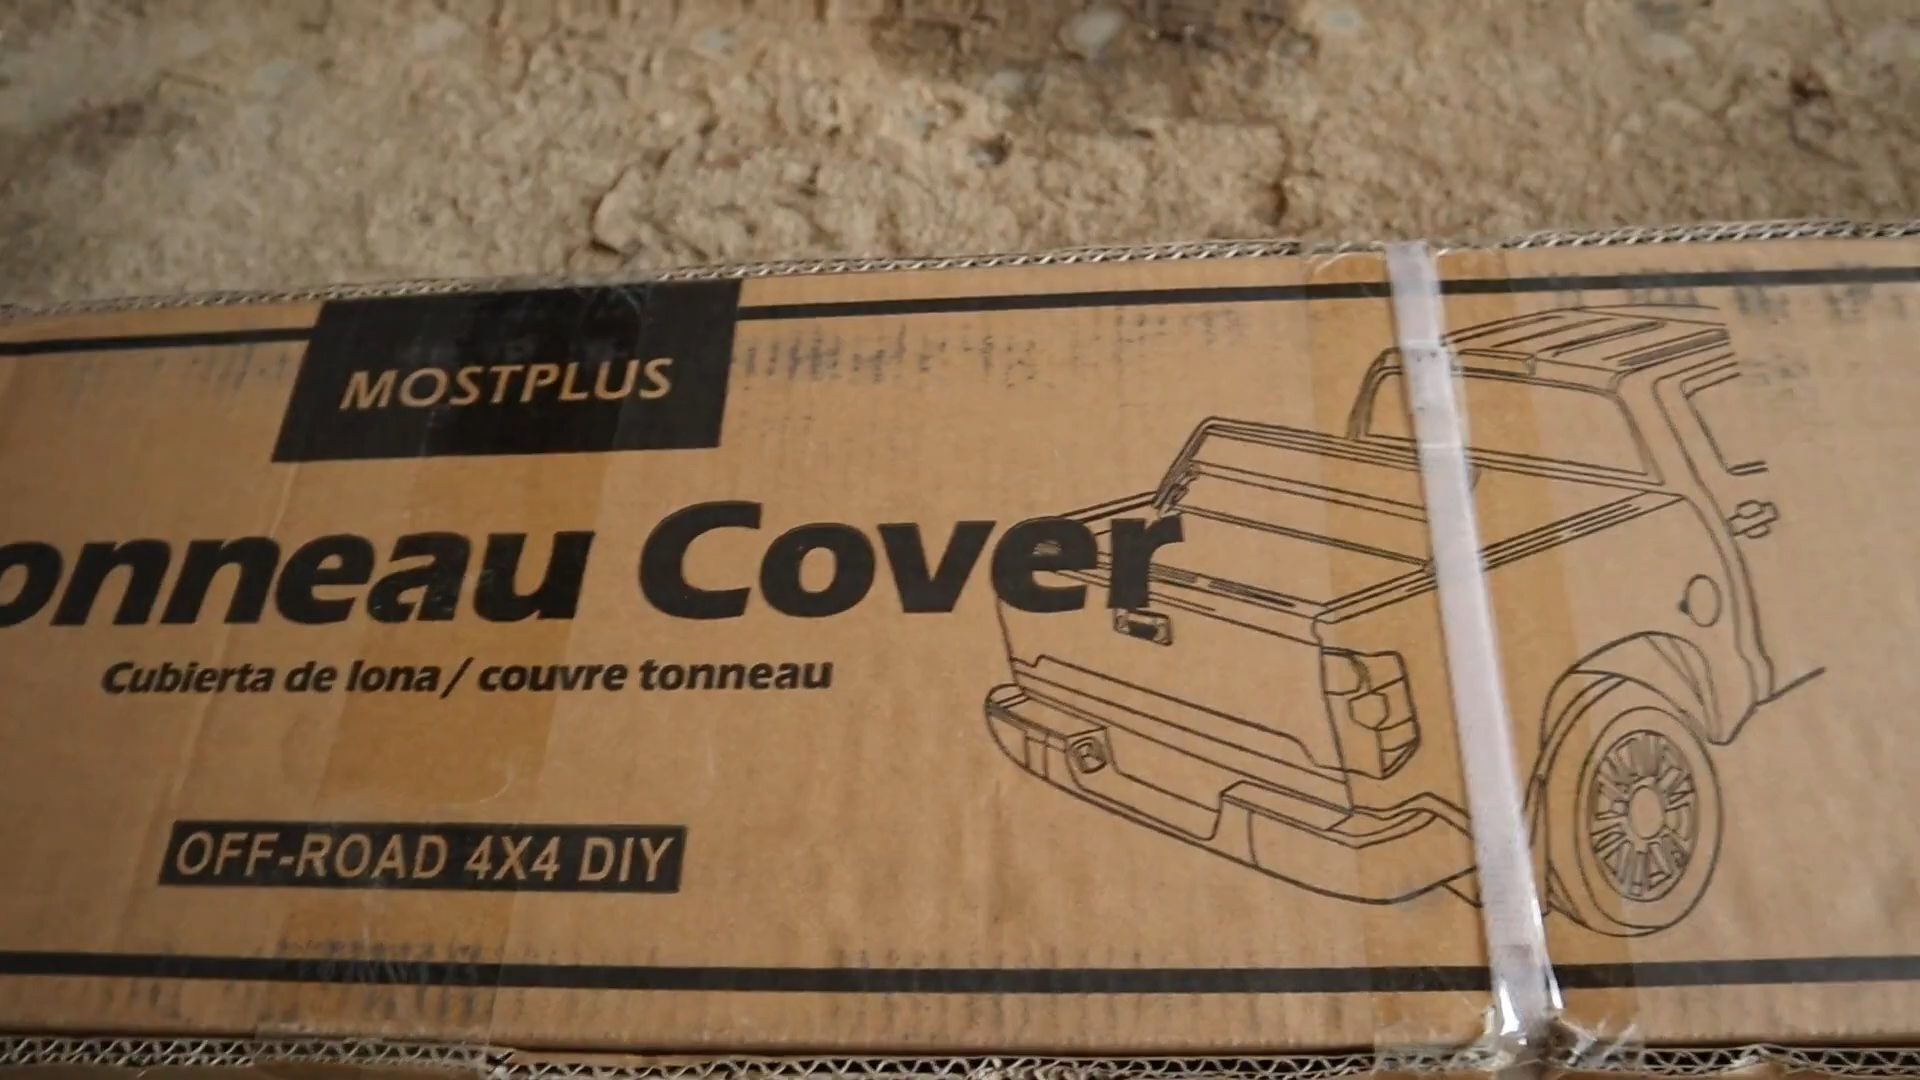 MOSTPLUS
onneau Cover
Cubierta de lona / couvre tonneau
OFF-ROAD 4X4 DIY